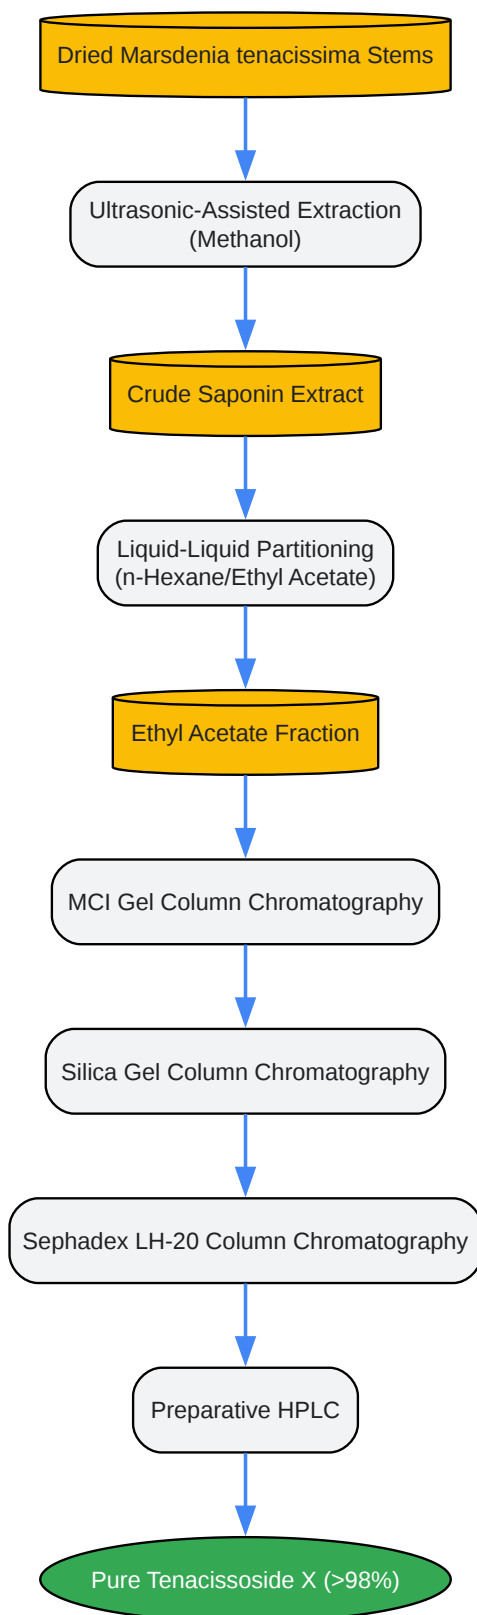 Dried Marsdenia tenacissima Stems
Ultrasonic-Assisted Extraction
(Methanol)
Crude Saponin Extract
Liquid-Liquid Partitioning
(n-Hexane/Ethyl Acetate)
Ethyl Acetate Fraction
MCI Gel Column Chromatography
Silica Gel Column Chromatography
Sephadex LH-20 Column Chromatography
Preparative HPLC
Pure Tenacissoside X (>98%)